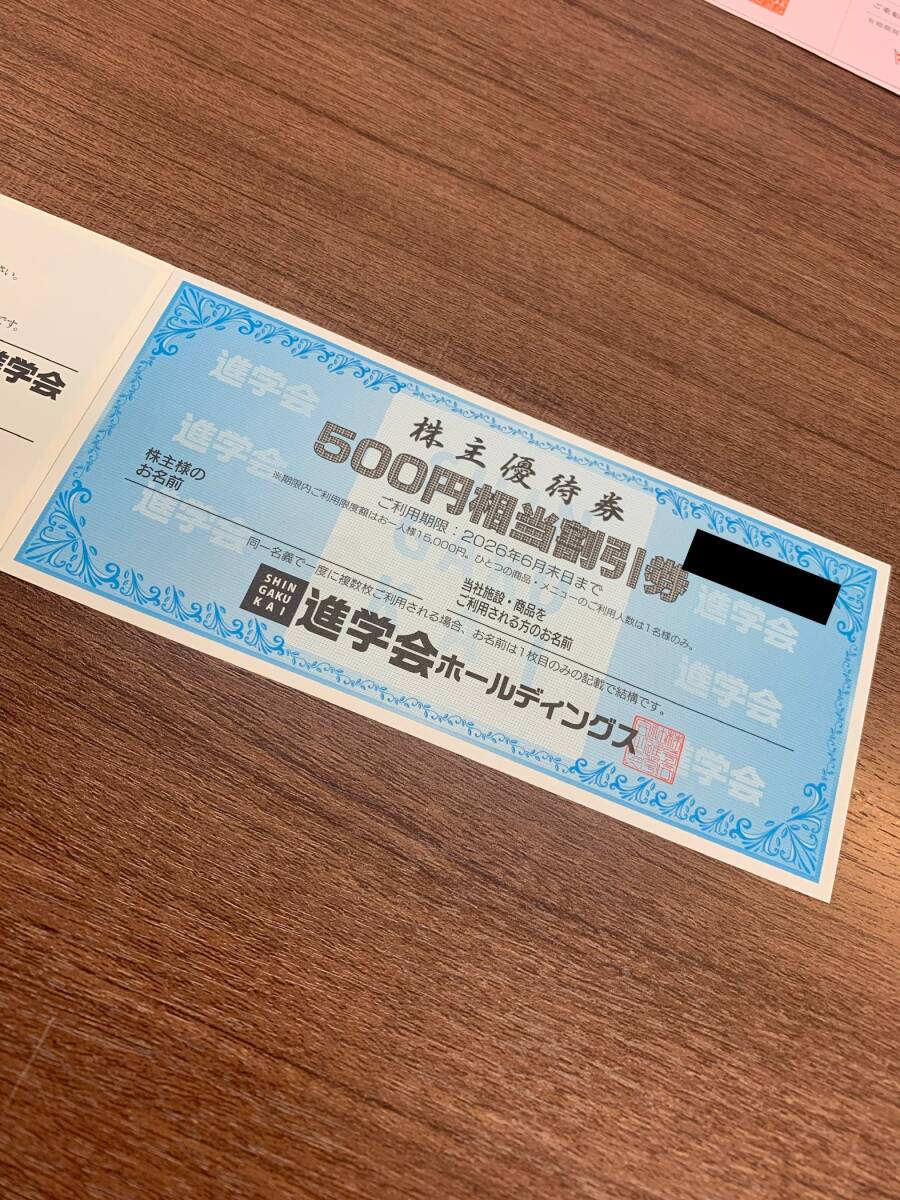 さい。
です。
進学会
進学会
進学会
進学会
株主優待券
500円相当割引券
ご利用期限：2026年6月末日まで
※期限内ご利用限度額はお一人様15,000円。ひとつの商品・メニューのご利用人数は1名様のみ。
株主様の
お名前
当社施設・商品を
ご利用される方のお名前
同一名義で一度に複数枚ご利用される場合、お名前は1枚目のみの記載で結構です。
SHIN
GAKU
KAI
進学会ホールディングス
進学会
進学会
進学会